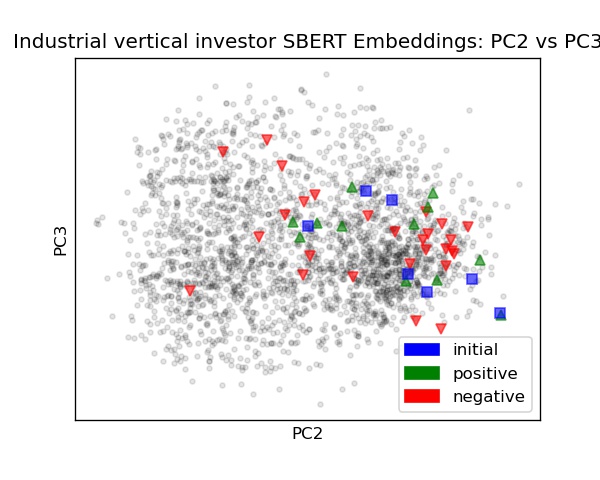 Industrial vertical investor SBERT Embeddings: PC2 vs PC3
PC3
initial
positive
negative
PC2